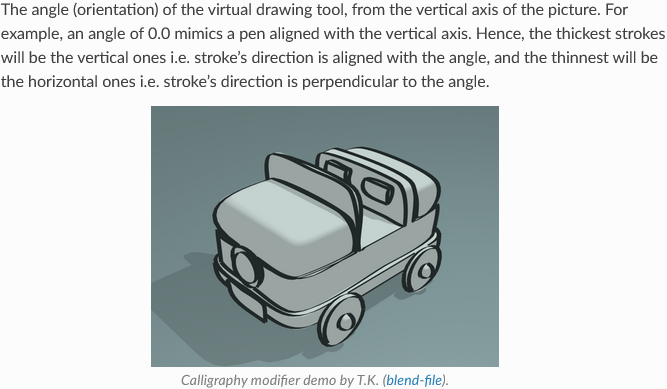 The angle (orientation) of the virtual drawing tool, from the vertical axis of the picture. For
example, an angle of 0.0 mimics a pen aligned with the vertical axis. Hence, the thickest strokes
will be the vertical ones i.e. stroke’s direction is aligned with the angle, and the thinnest will be
the horizontal ones i.e. stroke’s direction is perpendicular to the angle.
Calligraphy modifier demo by T.K. (blend-file).